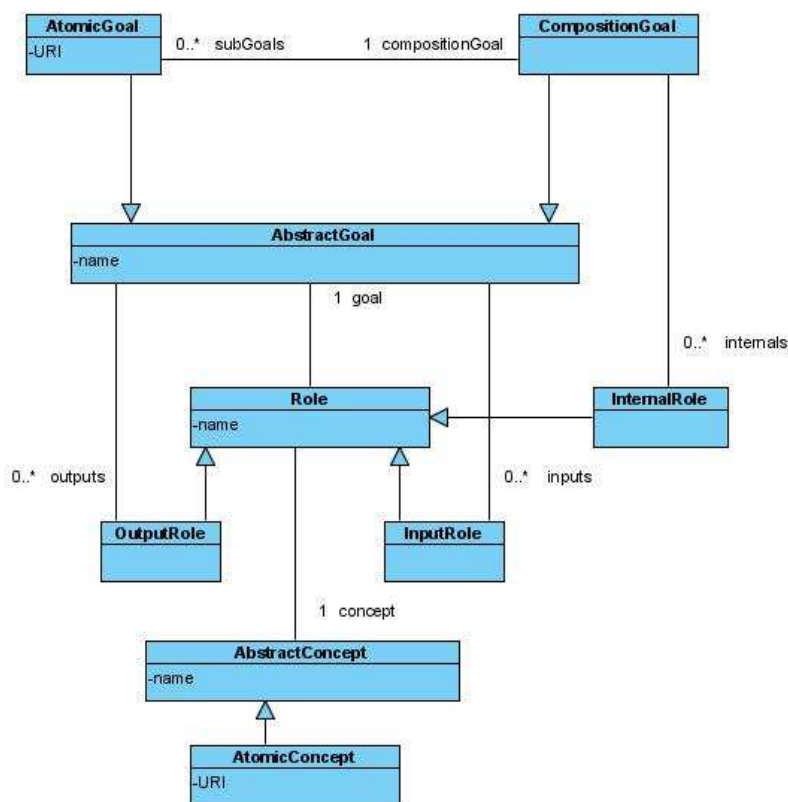 AtomicGoal
-URI
0..* subGoals
1 compositionGoal
CompositionGoal
AbstractGoal
-name
1 goal
0..* internals
Role
-name
InternalRole
0..* outputs
0..* inputs
OutputRole
InputRole
1 concept
AbstractConcept
-name
AtomicConcept
-URI